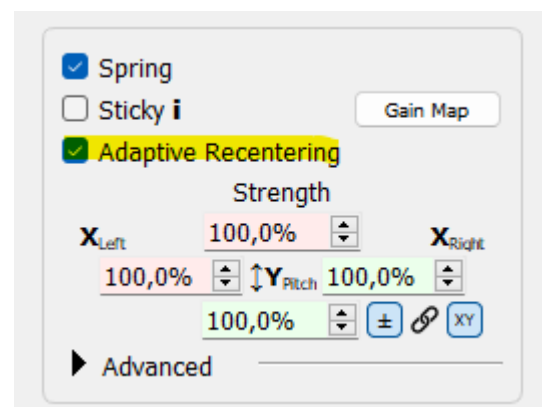 Spring
Sticky i Gain Map
Adaptive Recentering
Strength
XLeft 100,0% XRight
100,0% ↕YPitch 100,0%
100,0% ± XY
Advanced